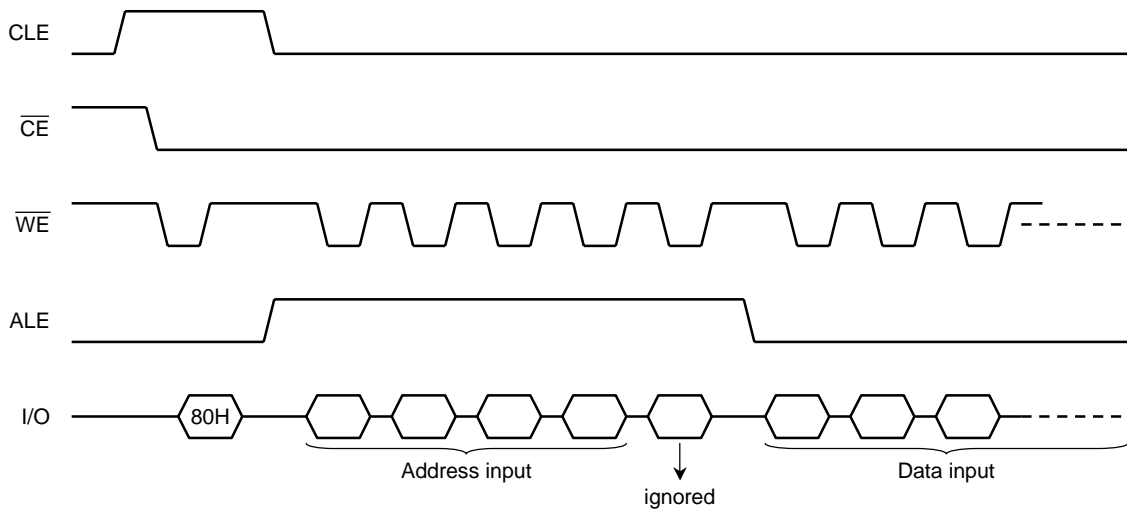 CLE
CE
WE
ALE
I/O
80H
Address input
ignored
Data input